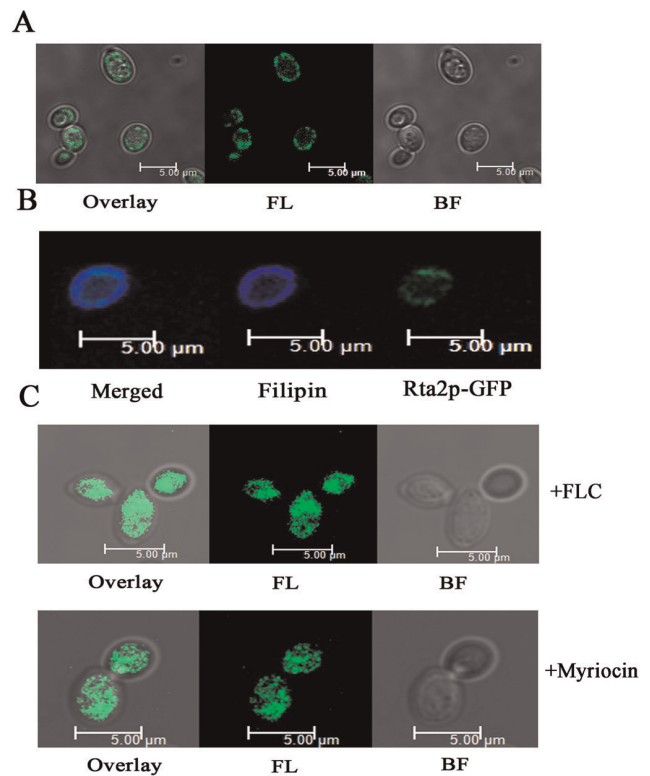 A
5.00 µm 5.00 µm 5.00 µm
Overlay FL BF
B
5.00 µm 5.00 µm 5.00 µm
Merged Filipin Rta2p-GFP
C
5.00 µm 5.00 µm 5.00 µm
+FLC
Overlay FL BF
5.00 µm 5.00 µm 5.00 µm
+Myriocin
Overlay FL BF